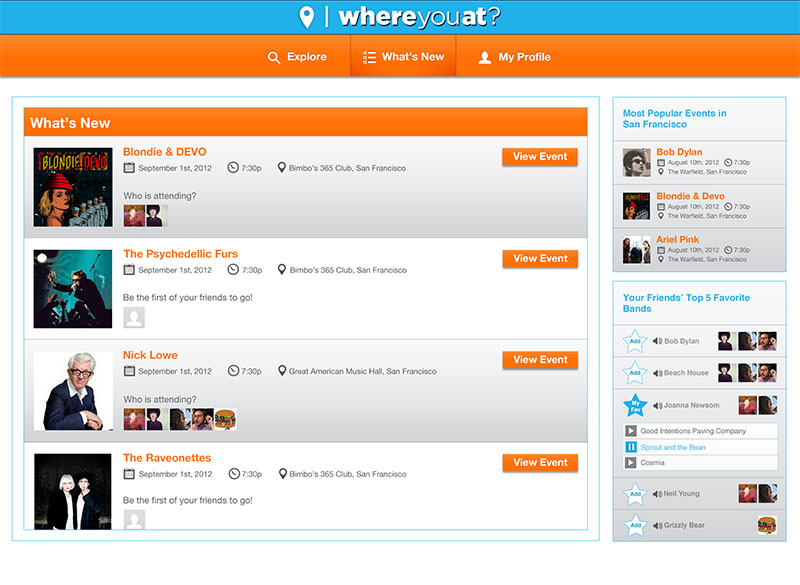 whereyouat?
Explore
What's New
My Profile
What's New
BLONDIE DEVO
Blondie & DEVO
September 1st, 2012 7:30p Bimbo's 365 Club, San Francisco
View Event
Who is attending?
The Psychedellic Furs
September 1st, 2012 7:30p Bimbo's 365 Club, San Francisco
View Event
Be the first of your friends to go!
Nick Lowe
September 1st, 2012 7:30p Great American Music Hall, San Francisco
View Event
Who is attending?
The Raveonettes
September 1st, 2012 7:30p Bimbo's 365 Club, San Francisco
View Event
Be the first of your friends to go!
Most Popular Events in
San Francisco
Bob Dylan
August 10th, 2012 7:30p
The Warfield, San Francisco
Blondie & Devo
August 10th, 2012 7:30p
The Warfield, San Francisco
Ariel Pink
August 10th, 2012 7:30p
The Warfield, San Francisco
Your Friends' Top 5 Favorite
Bands
Add Bob Dylan
Add Beach House
My
Fav
Joanna Newsom
Good Intentions Paving Company
Sprout and the Bean
Cosmia
Add Neil Young
Add Grizzly Bear